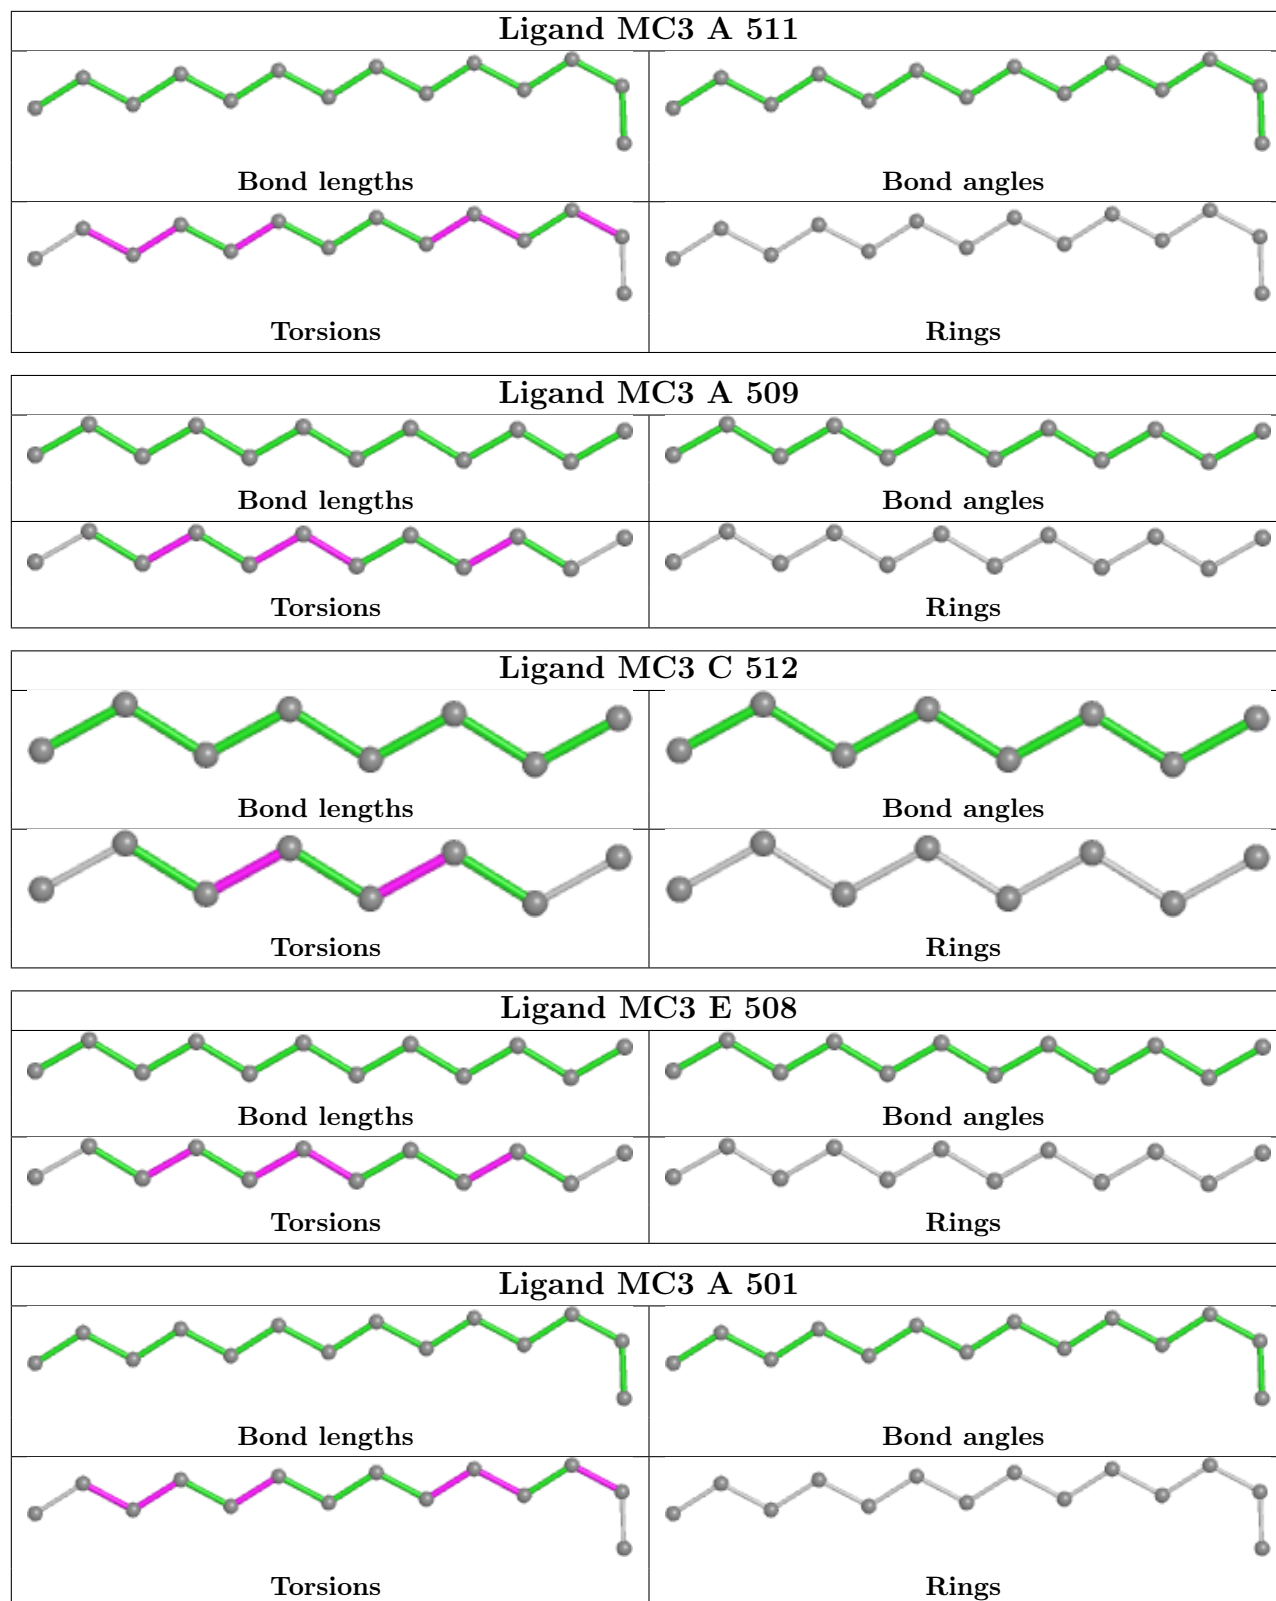 Ligand MC3 A 511
Bond lengths Bond angles
Torsions Rings
Ligand MC3 A 509
Bond lengths Bond angles
Torsions Rings
Ligand MC3 C 512
Bond lengths Bond angles
Torsions Rings
Ligand MC3 E 508
Bond lengths Bond angles
Torsions Rings
Ligand MC3 A 501
Bond lengths Bond angles
Torsions Rings